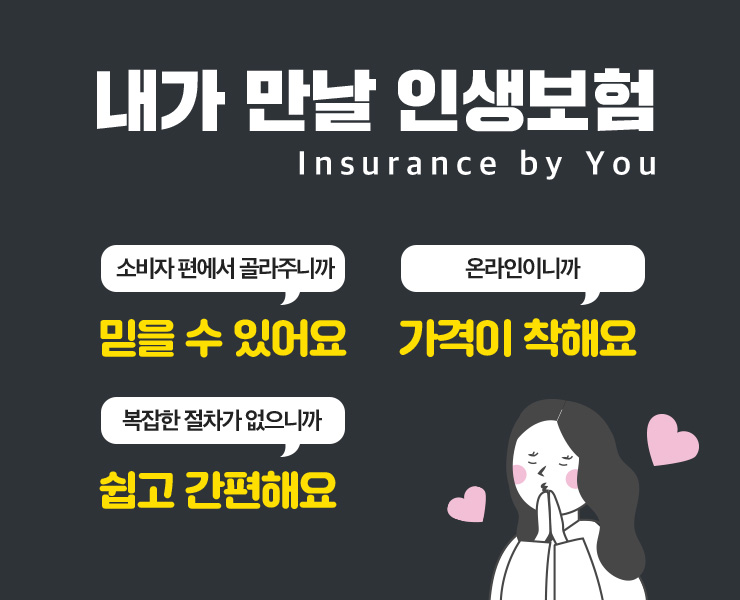 내가 만날 인생보험
Insurance by You
소비자 편에서 골라주니까
믿을 수 있어요
온라인이니까
가격이 착해요
복잡한 절차가 없으니까
쉽고 간편해요